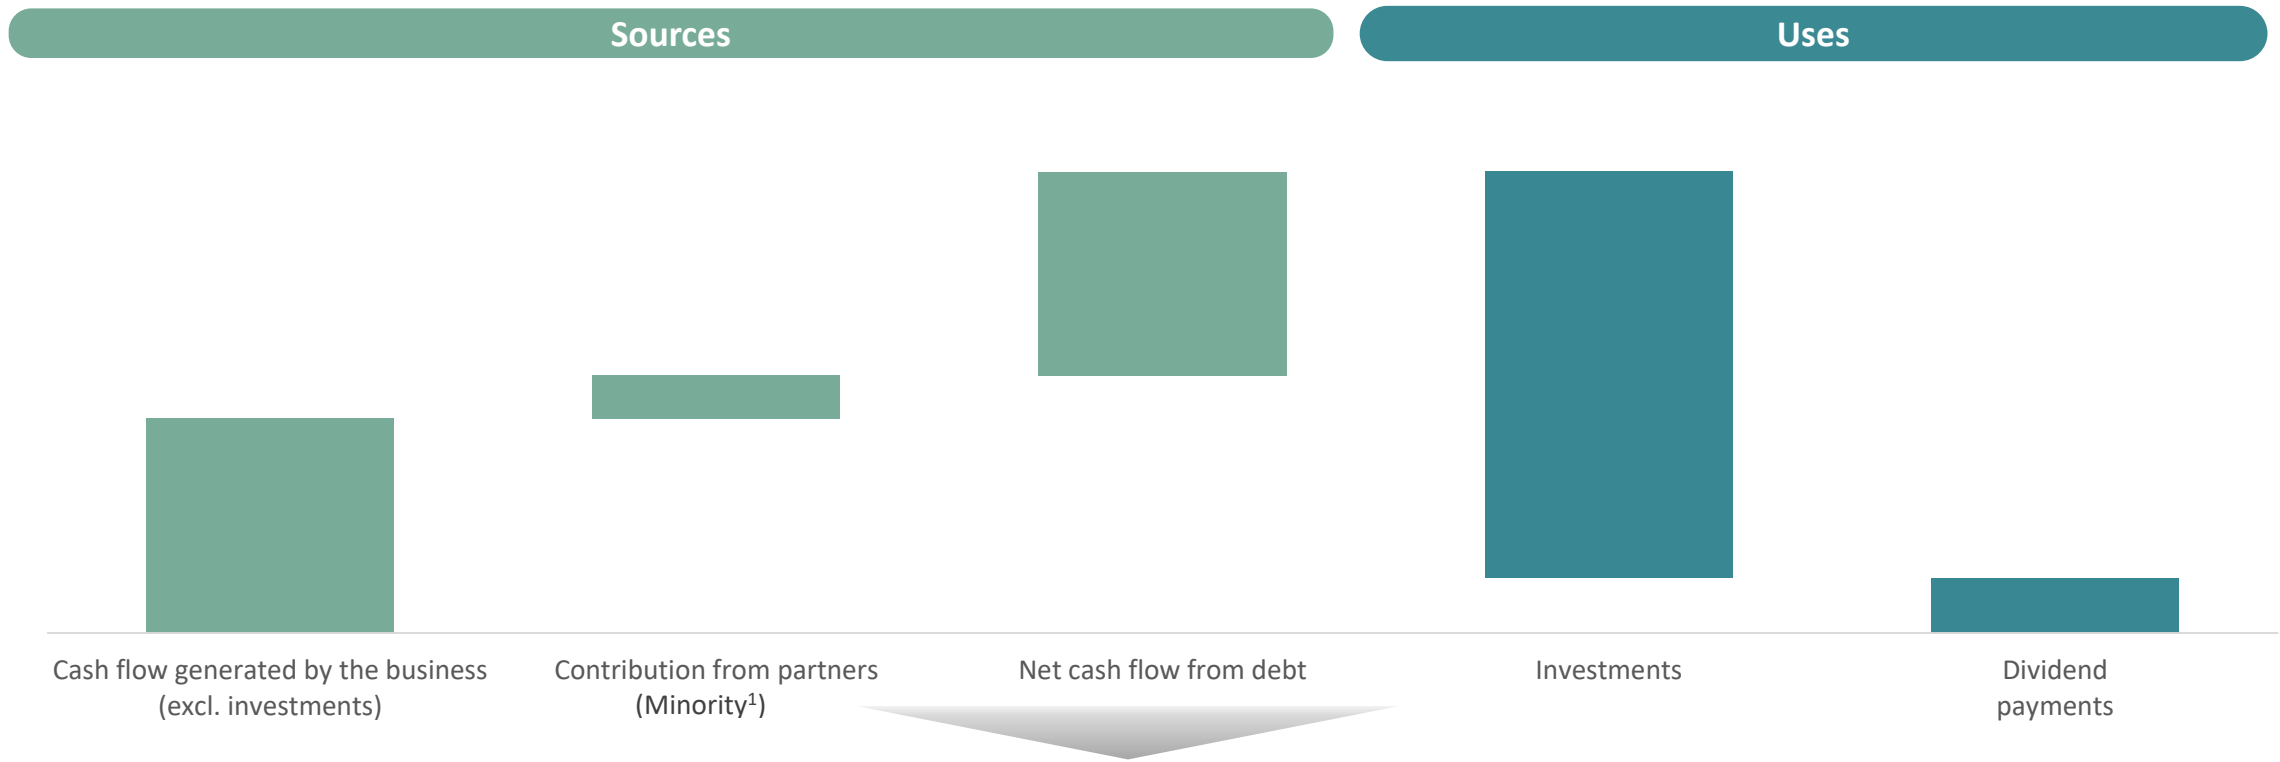 Sources
Uses
Cash flow generated by the business
(excl. investments)
Contribution from partners
(Minority¹)
Net cash flow from debt
Investments
Dividend
payments